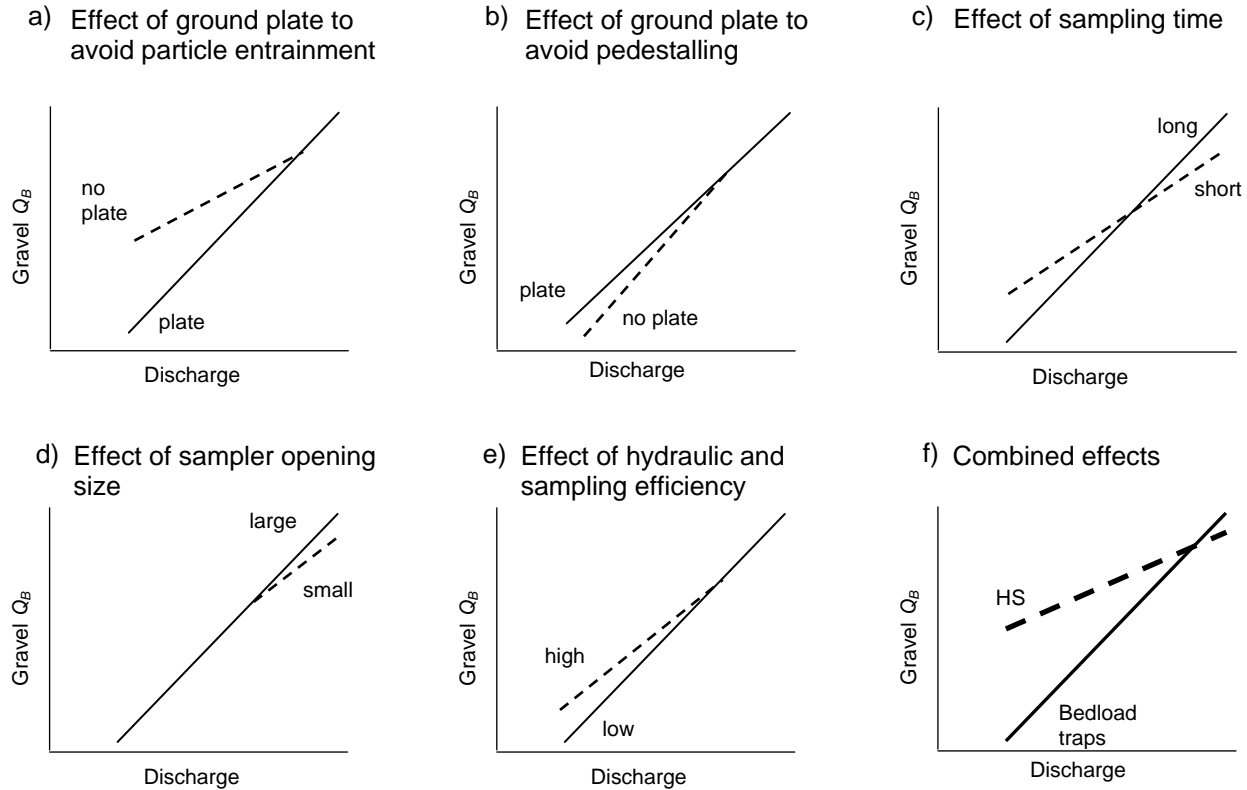 a) Effect of ground plate to
avoid particle entrainment
no
plate
plate
Gravel QB
Discharge
b) Effect of ground plate to
avoid pedestalling
plate
no plate
Gravel QB
Discharge
c) Effect of sampling time
long
short
Gravel QB
Discharge
d) Effect of sampler opening
size
large
small
Gravel QB
Discharge
e) Effect of hydraulic and
sampling efficiency
high
low
Gravel QB
Discharge
f) Combined effects
HS
Bedload
traps
Gravel QB
Discharge